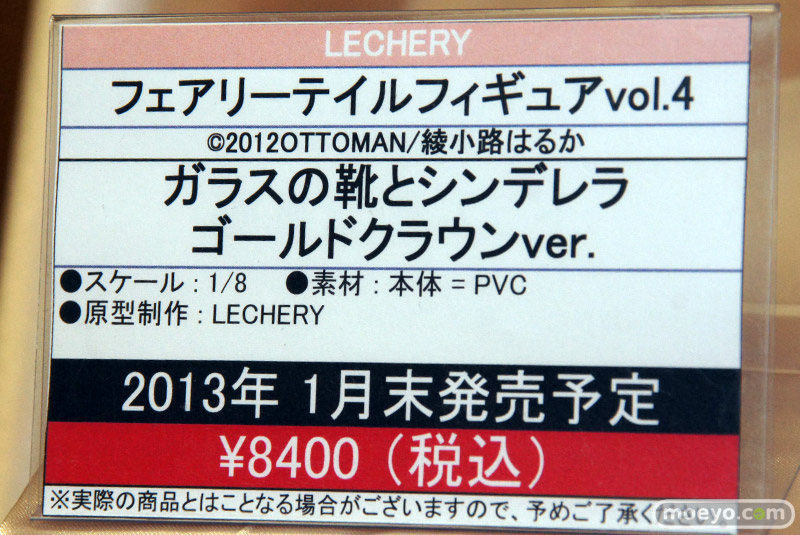 LECHERY
フェアリーテイルフィギュアvol.4
©2012OTTOMAN/綾小路はるか
ガラスの靴とシンデレラ
ゴールドクラウンver.
●スケール：1/8 ●素材：本体＝PVC
●原型制作：LECHERY
2013年 1月末発売予定
¥8400（税込）
※実際の商品とはことなる場合がございますので、予めご了承く
moeyo.com